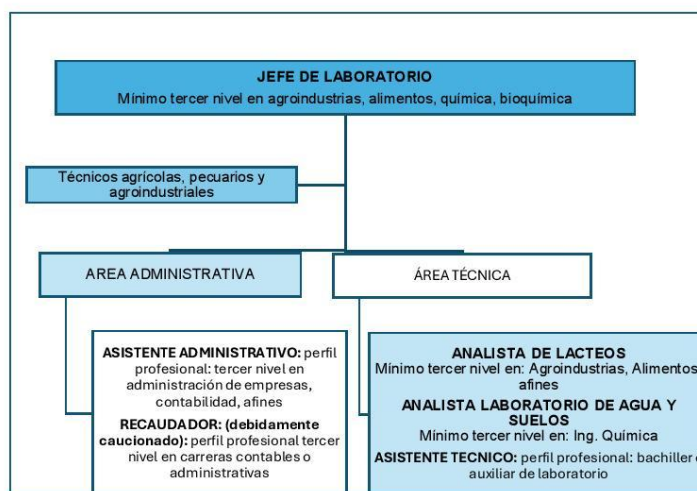 JEFE DE LABORATORIO
Mínimo tercer nivel en agroindustrias, alimentos, química, bioquímica
Técnicos agrícolas, pecuarios y
agroindustriales
AREA ADMINISTRATIVA
ÁREA TÉCNICA
ASISTENTE ADMINISTRATIVO: perfil
profesional: tercer nivel en
administración de empresas,
contabilidad, afines
RECAUDADOR: (debidamente
caucionado): perfil profesional tercer
nivel en carreras contables o
administrativas
ANALISTA DE LACTEOS
Mínimo tercer nivel en: Agroindustrias, Alimentos
afines
ANALISTA LABORATORIO DE AGUA Y
SUELOS
Mínimo tercer nivel en: Ing. Química
ASISTENTE TECNICO: perfil profesional: bachiller
auxiliar de laboratorio